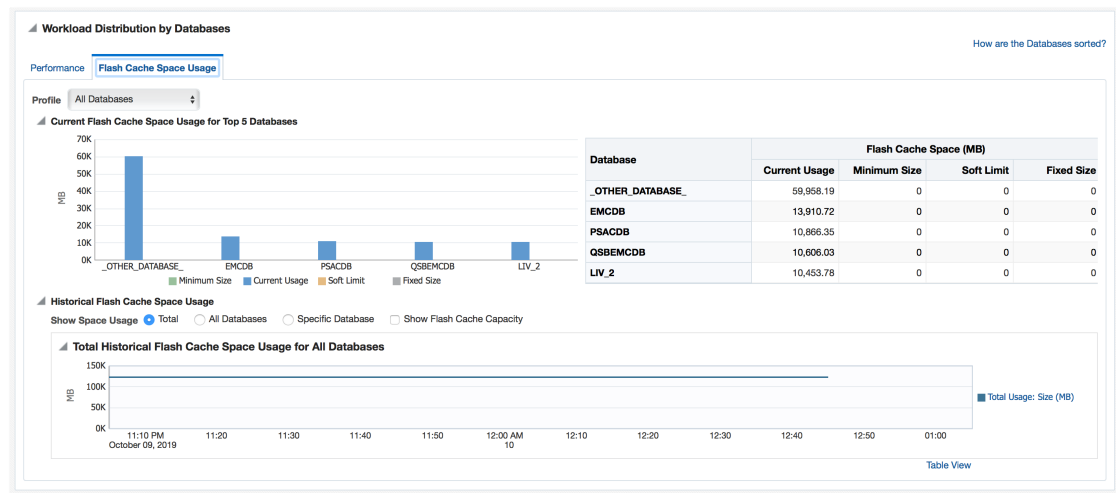 Workload Distribution by Databases
How are the Databases sorted?
Performance
Flash Cache Space Usage
Profile All Databases
Current Flash Cache Space Usage for Top 5 Databases
70K
60K
50K
40K
30K
20K
10K
0K
MB
_OTHER_DATABASE_ EMCDB PSACDB QSBEMCDB LIV_2
Minimum Size Current Usage Soft Limit Fixed Size
Database Flash Cache Space (MB)
Current Usage Minimum Size Soft Limit Fixed Size
_OTHER_DATABASE_ 59,958.19 0 0 0
EMCDB 13,910.72 0 0 0
PSACDB 10,866.35 0 0 0
QSBEMCDB 10,606.03 0 0 0
LIV_2 10,453.78 0 0 0
Historical Flash Cache Space Usage
Show Space Usage Total All Databases Specific Database Show Flash Cache Capacity
Total Historical Flash Cache Space Usage for All Databases
150K
100K
50K
0K
MB
Total Usage: Size (MB)
11:10 PM 11:20 11:30 11:40 11:50 12:00 AM 12:10 12:20 12:30 12:40 12:50 01:00
October 09, 2019 10
Table View